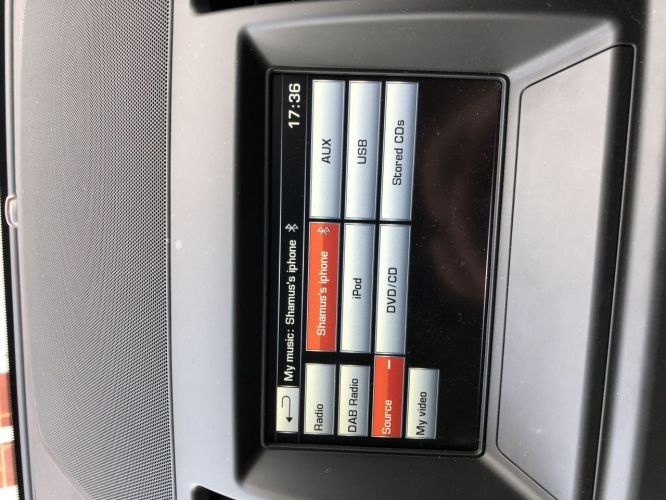 My music: Shamus's iphone 17:36
Radio
DAB Radio
Source –
My video
Shamus's iphone
AUX
iPod
USB
DVD/CD
Stored CDs